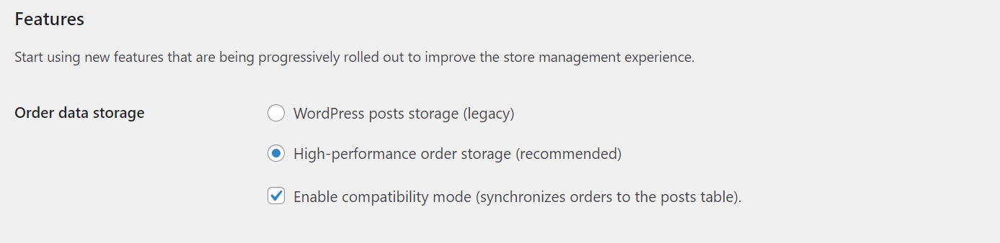 Features
Start using new features that are being progressively rolled out to improve the store management experience.
Order data storage
WordPress posts storage (legacy)
High-performance order storage (recommended)
Enable compatibility mode (synchronizes orders to the posts table).